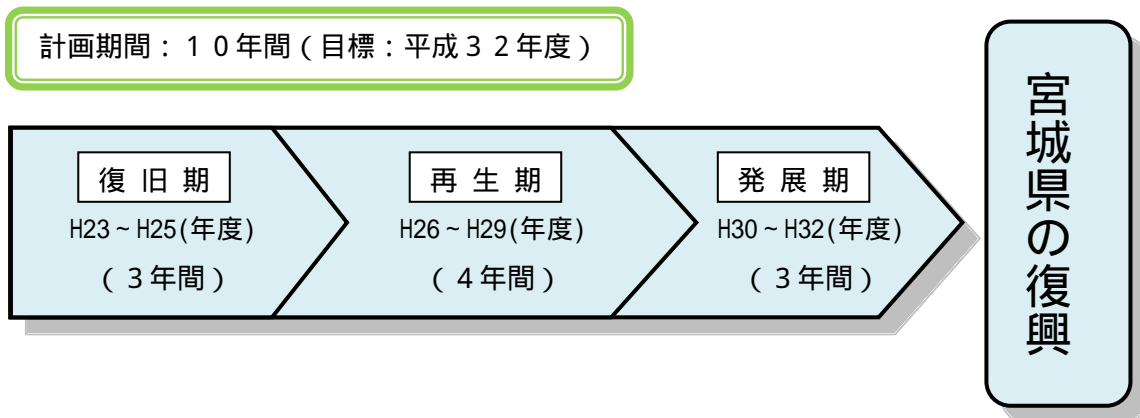 計画期間：１０年間（目標：平成３２年度）
復旧期
H23～H25(年度)
（３年間）
再生期
H26～H29(年度)
（４年間）
発展期
H30～H32(年度)
（３年間）
宮城県の復興